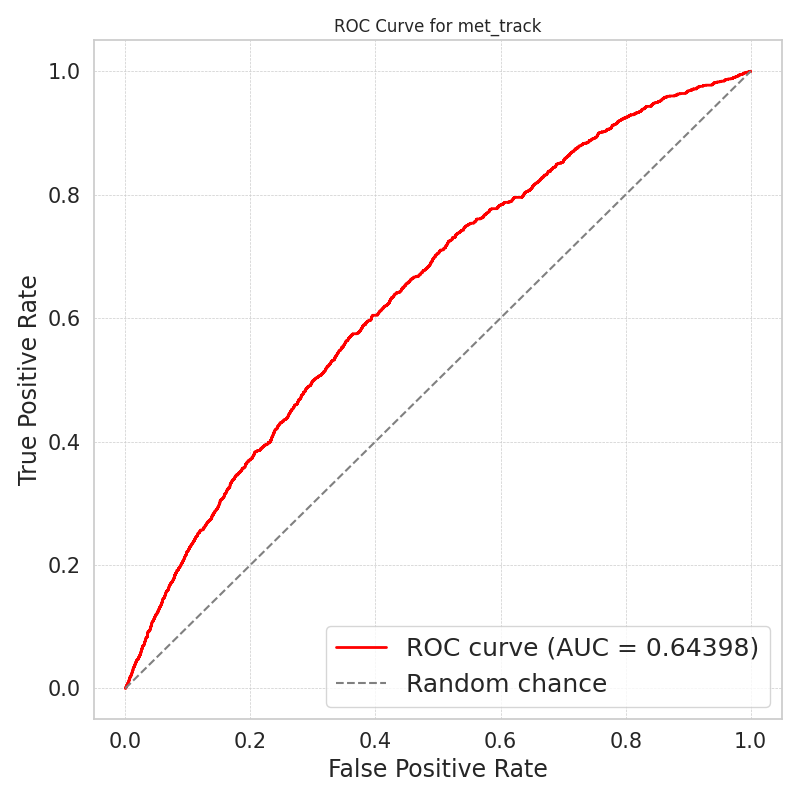 ROC Curve for met_track
True Positive Rate
1.0
0.8
0.6
0.4
0.2
0.0
ROC curve (AUC = 0.64398)
Random chance
0.0 0.2 0.4 0.6 0.8 1.0
False Positive Rate